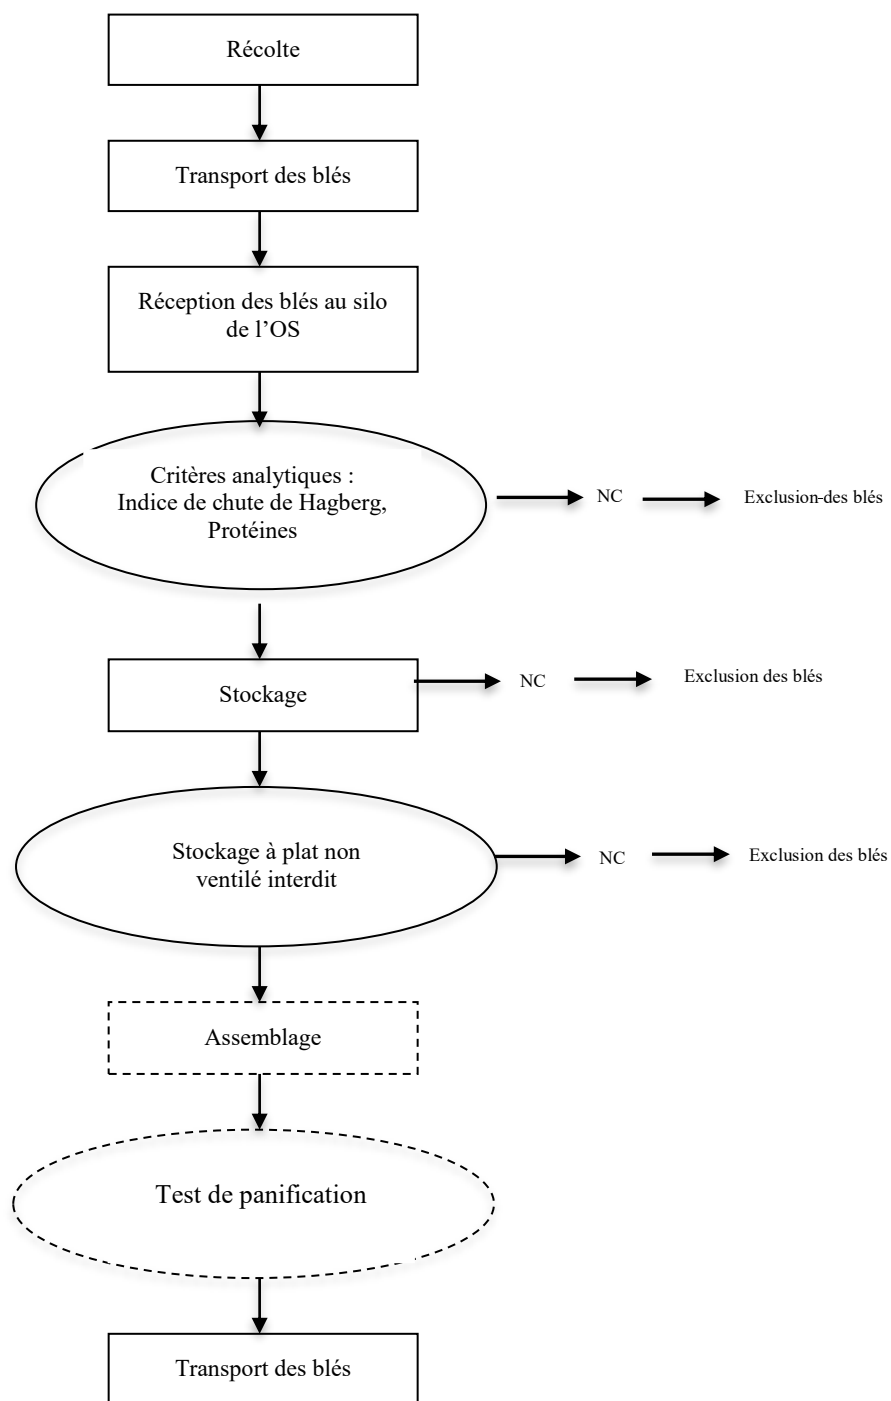 Récolte
Transport des blés
Réception des blés au silo
de l’OS
Critères analytiques :
Indice de chute de Hagberg,
Protéines
NC
Exclusion-des blés
Stockage
NC
Exclusion des blés
Stockage à plat non
ventilé interdit
NC
Exclusion des blés
Assemblage
Test de panification
Transport des blés